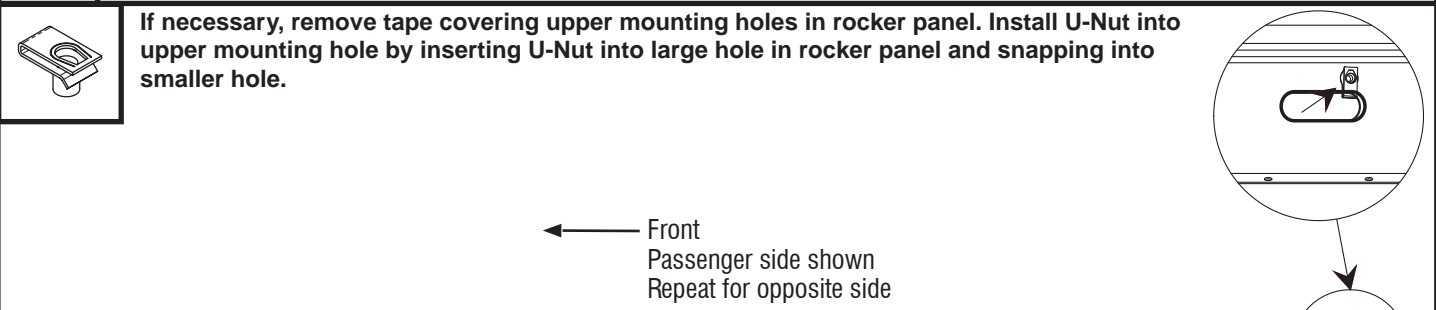 If necessary, remove tape covering upper mounting holes in rocker panel. Install U-Nut into
upper mounting hole by inserting U-Nut into large hole in rocker panel and snapping into
smaller hole.
Front
Passenger side shown
Repeat for opposite side